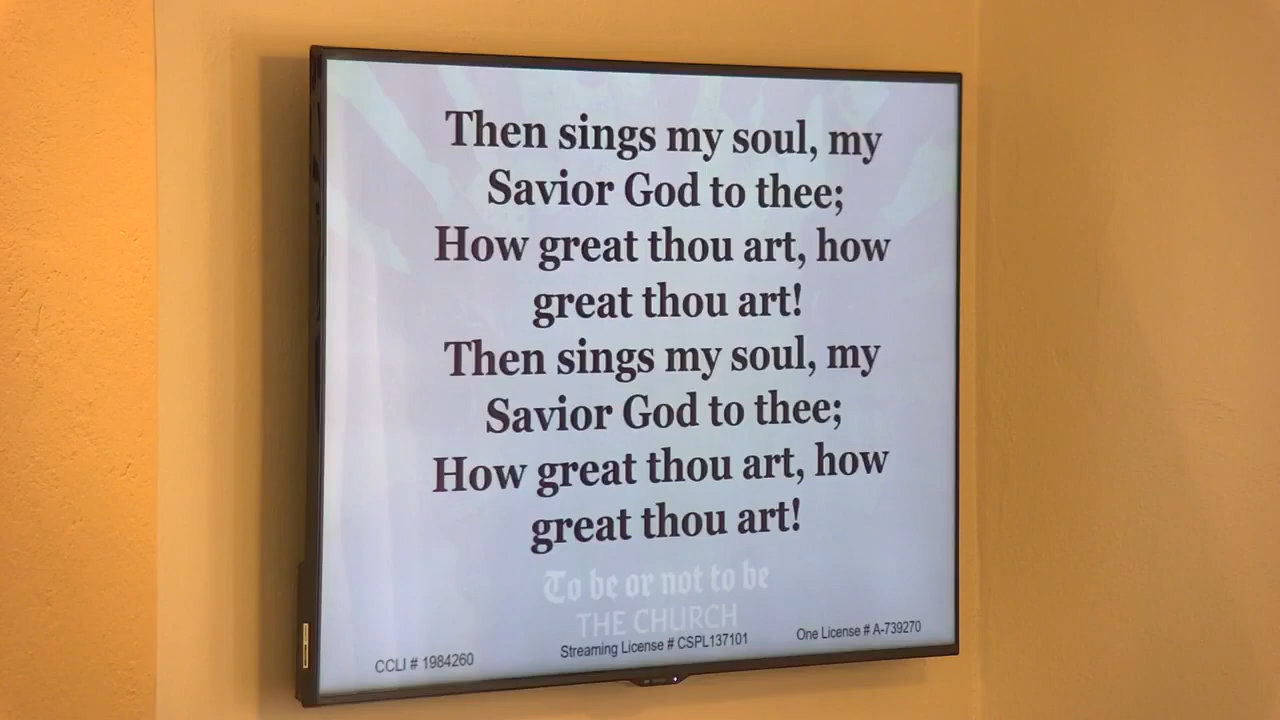 Then sings my soul, my
Savior God to thee;
How great thou art, how
great thou art!
Then sings my soul, my
Savior God to thee;
How great thou art, how
great thou art!
To be or not to be
THE CHURCH
CCLI # 1984260
Streaming License # CSPL137101
One License # A-739270